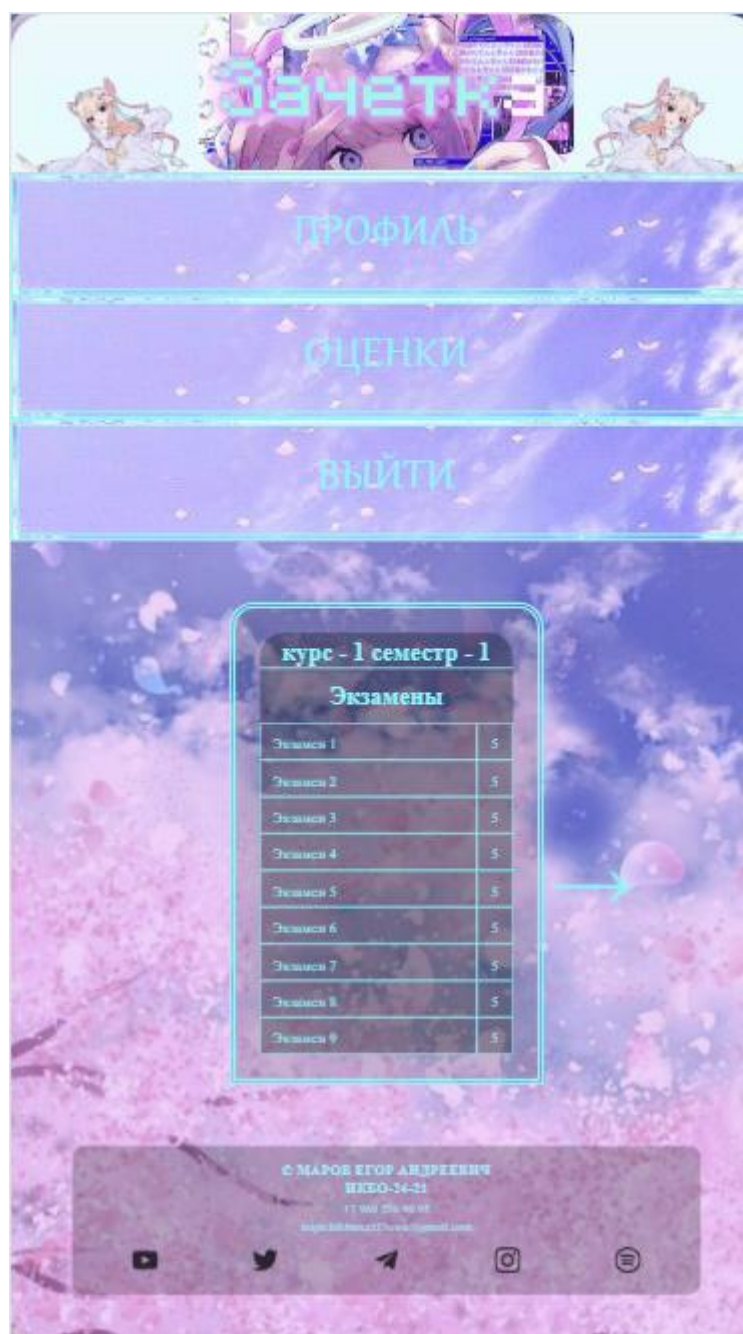 Зачетка
ПРОФИЛЬ
ОЦЕНКИ
ВЫЙТИ
курс - 1 семестр - 1
Экзамены
Экзамен 1 5
Экзамен 2 5
Экзамен 3 5
Экзамен 4 5
Экзамен 5 5
Экзамен 6 5
Экзамен 7 5
Экзамен 8 5
Экзамен 9 5
© МАРОВ ЕГОР АНДРЕЕВИЧ
ИКБО-24-21